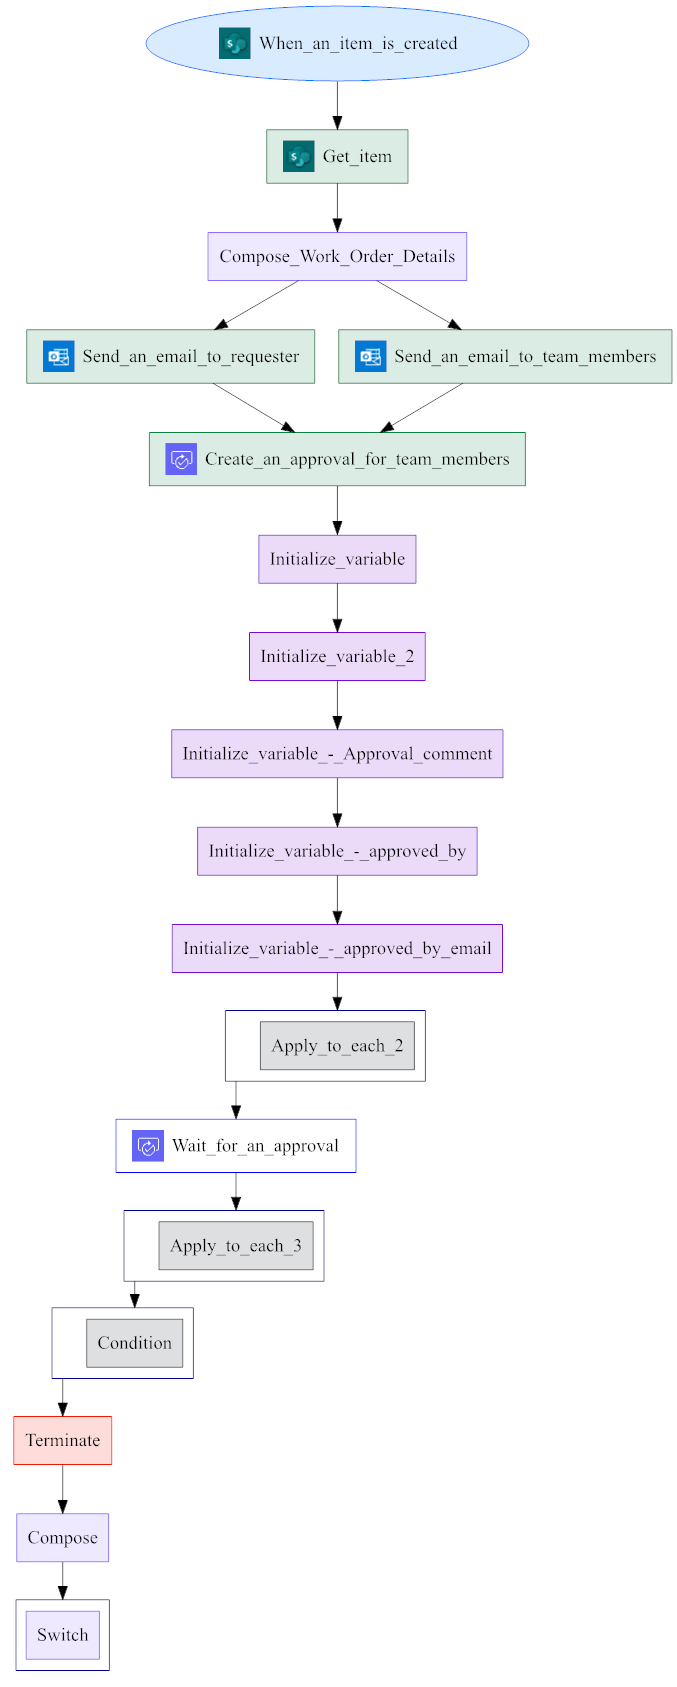 When_an_item_is_created
Get_item
Compose_Work_Order_Details
Send_an_email_to_requester
Send_an_email_to_team_members
Create_an_approval_for_team_members
Initialize_variable
Initialize_variable_2
Initialize_variable_-_Approval_comment
Initialize_variable_-_approved_by
Initialize_variable_-_approved_by_email
Apply_to_each_2
Wait_for_an_approval
Apply_to_each_3
Condition
Terminate
Compose
Switch